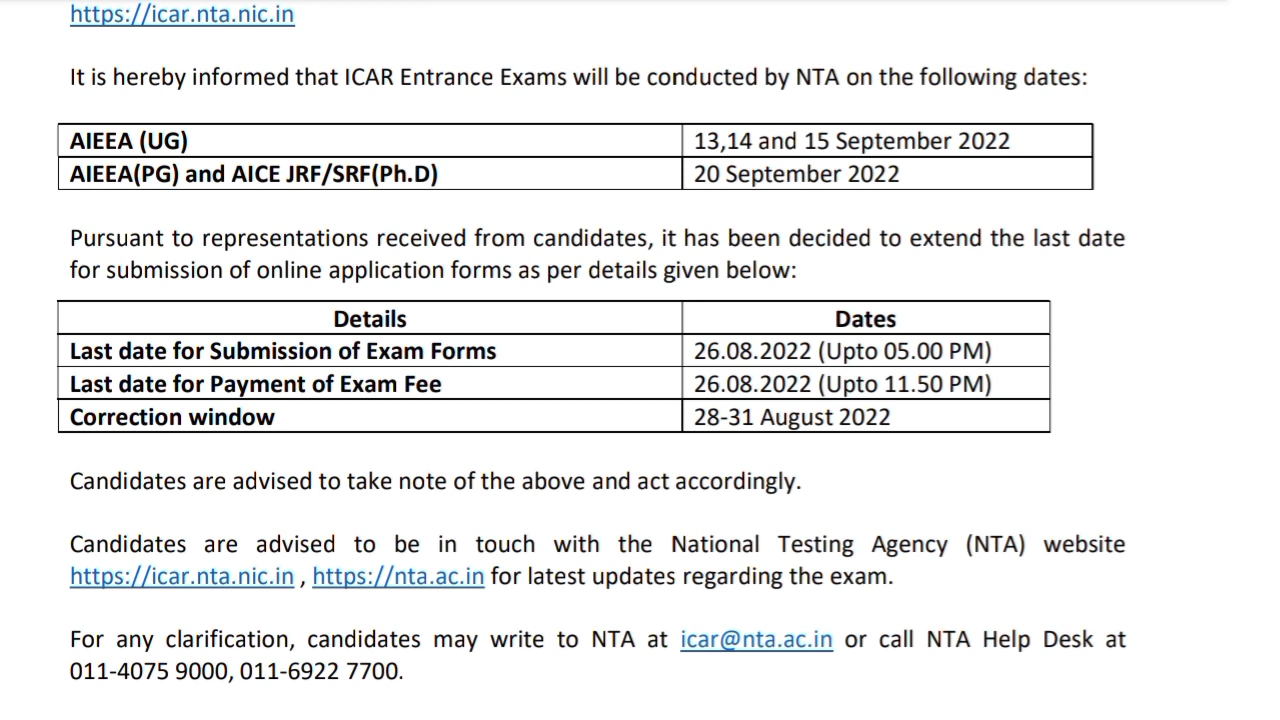 https://icar.nta.nic.in
It is hereby informed that ICAR Entrance Exams will be conducted by NTA on the following dates:
AIEEA (UG) 13,14 and 15 September 2022
AIEEA(PG) and AICE JRF/SRF(Ph.D) 20 September 2022
Pursuant to representations received from candidates, it has been decided to extend the last date
for submission of online application forms as per details given below:
Details Dates
Last date for Submission of Exam Forms 26.08.2022 (Upto 05.00 PM)
Last date for Payment of Exam Fee 26.08.2022 (Upto 11.50 PM)
Correction window 28-31 August 2022
Candidates are advised to take note of the above and act accordingly.
Candidates are advised to be in touch with the National Testing Agency (NTA) website
https://icar.nta.nic.in , https://nta.ac.in for latest updates regarding the exam.
For any clarification, candidates may write to NTA at icar@nta.ac.in or call NTA Help Desk at
011-4075 9000, 011-6922 7700.